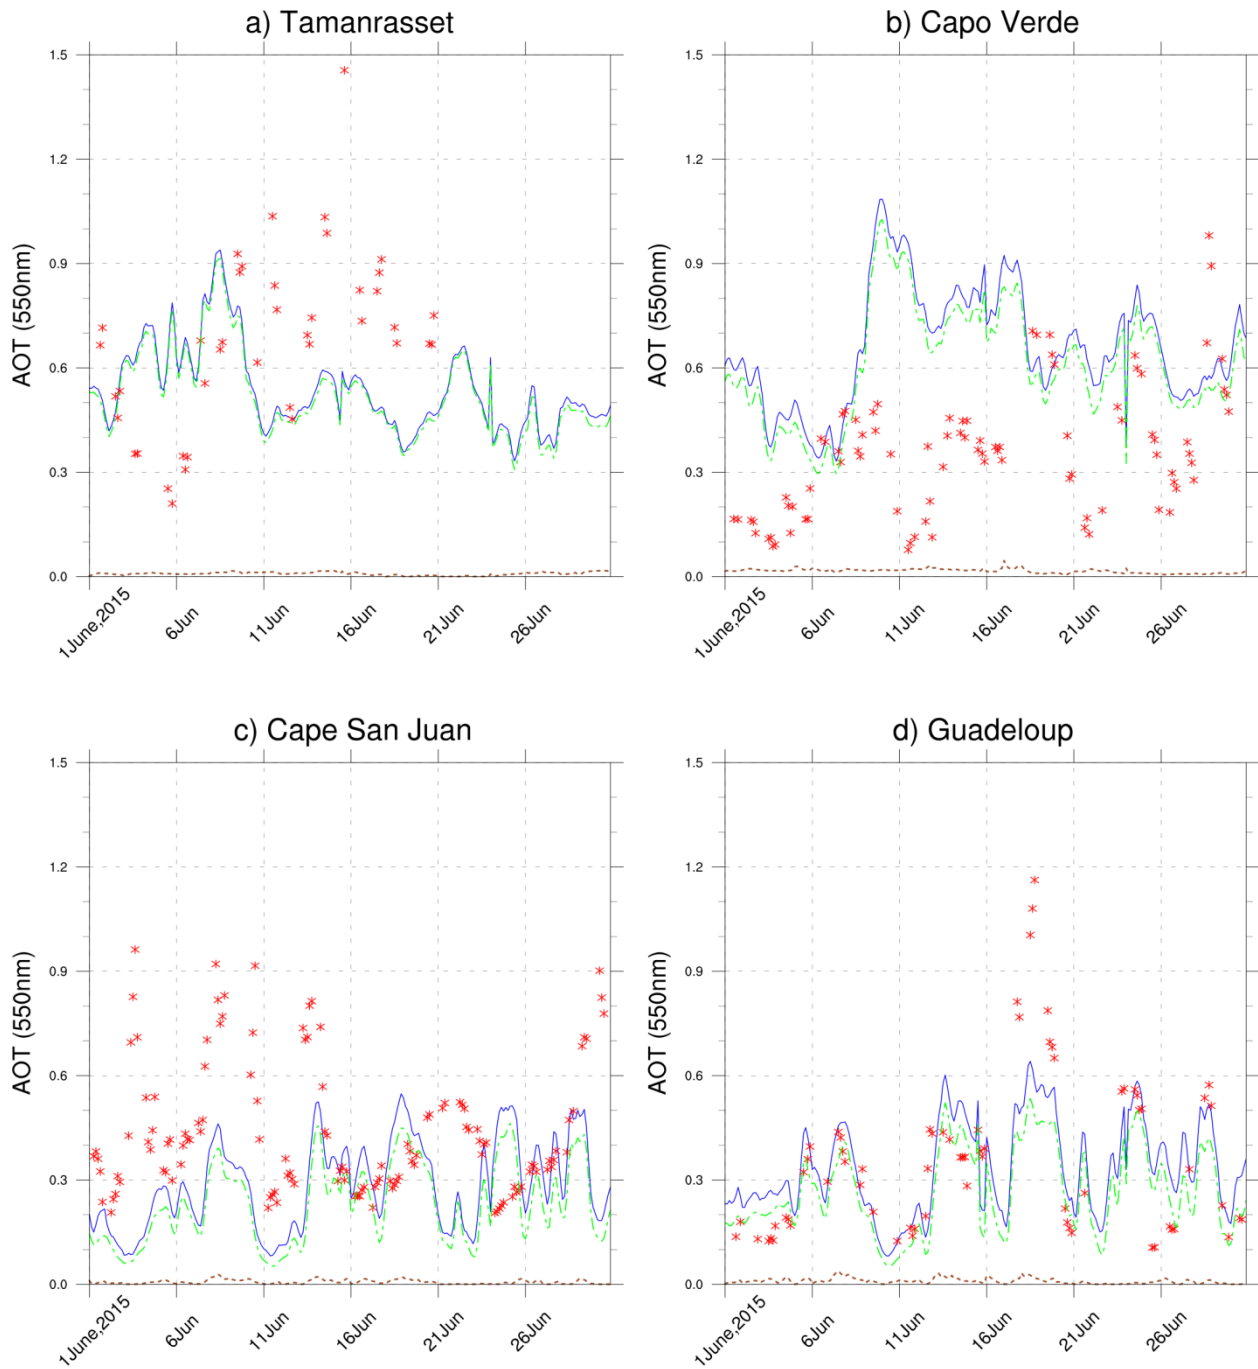 a) Tamanrasset
AOT (550nm)
1.5
1.2
0.9
0.6
0.3
0.0
1June,2015
6Jun
11Jun
16Jun
21Jun
26Jun
b) Capo Verde
AOT (550nm)
1.5
1.2
0.9
0.6
0.3
0.0
1June,2015
6Jun
11Jun
16Jun
21Jun
26Jun
c) Cape San Juan
AOT (550nm)
1.5
1.2
0.9
0.6
0.3
0.0
1June,2015
6Jun
11Jun
16Jun
21Jun
26Jun
d) Guadeloup
AOT (550nm)
1.5
1.2
0.9
0.6
0.3
0.0
1June,2015
6Jun
11Jun
16Jun
21Jun
26Jun